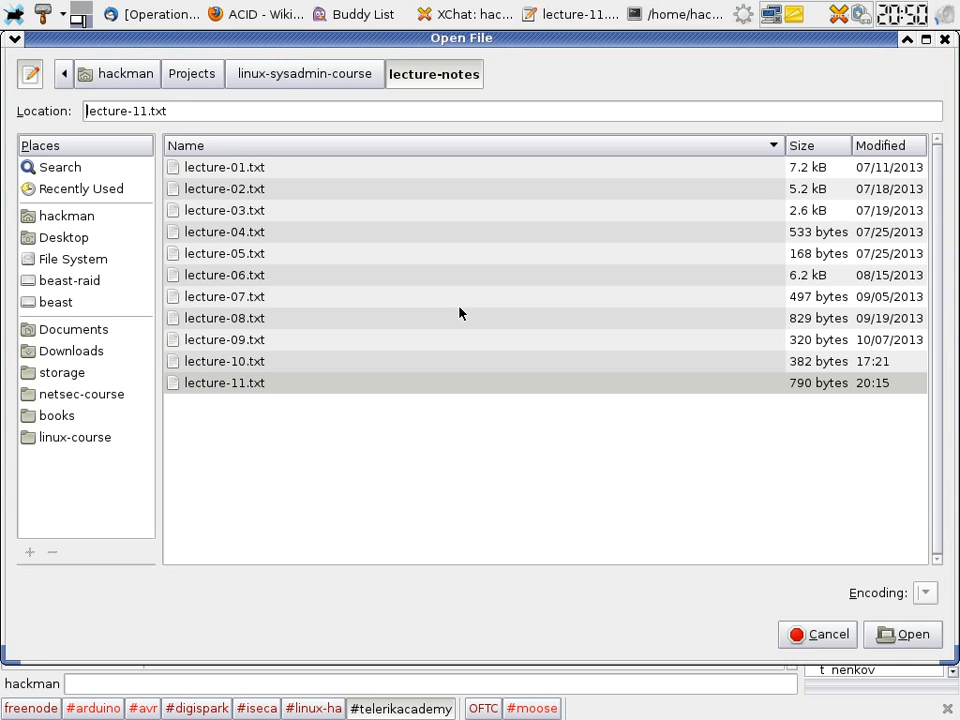 [Operation... ACID - Wiki... Buddy List XChat: hac... lecture-11.... /home/hac... 20:50
Open File
hackman Projects linux-sysadmin-course lecture-notes
Location: lecture-11.txt
Places Name Size Modified
Search lecture-01.txt 7.2 kB 07/11/2013
Recently Used lecture-02.txt 5.2 kB 07/18/2013
hackman lecture-03.txt 2.6 kB 07/19/2013
Desktop lecture-04.txt 533 bytes 07/25/2013
File System lecture-05.txt 168 bytes 07/25/2013
beast-raid lecture-06.txt 6.2 kB 08/15/2013
beast lecture-07.txt 497 bytes 09/05/2013
Documents lecture-08.txt 829 bytes 09/19/2013
Downloads lecture-09.txt 320 bytes 10/07/2013
storage lecture-10.txt 382 bytes 17:21
netsec-course lecture-11.txt 790 bytes 20:15
books
linux-course
Encoding:
Cancel Open
t_nenkov
hackman
freenode #arduino #avr #digispark #iseca #linux-ha #telerikacademy OFTC #moose